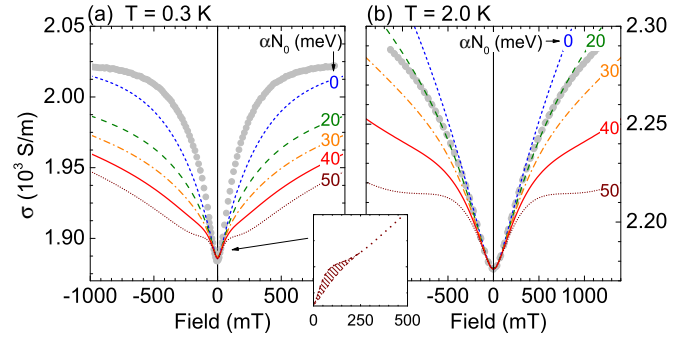 (a) T = 0.3 K
(b) T = 2.0 K
2.05
2.00
1.95
1.90
σ (10³ S/m)
αN₀ (meV)
0
20
30
40
50
-1000 -500 0 500
Field (mT)
0 250 500
αN₀ (meV) 0
20
30
40
50
2.30
2.25
2.20
-1000 0 1000
Field (mT)